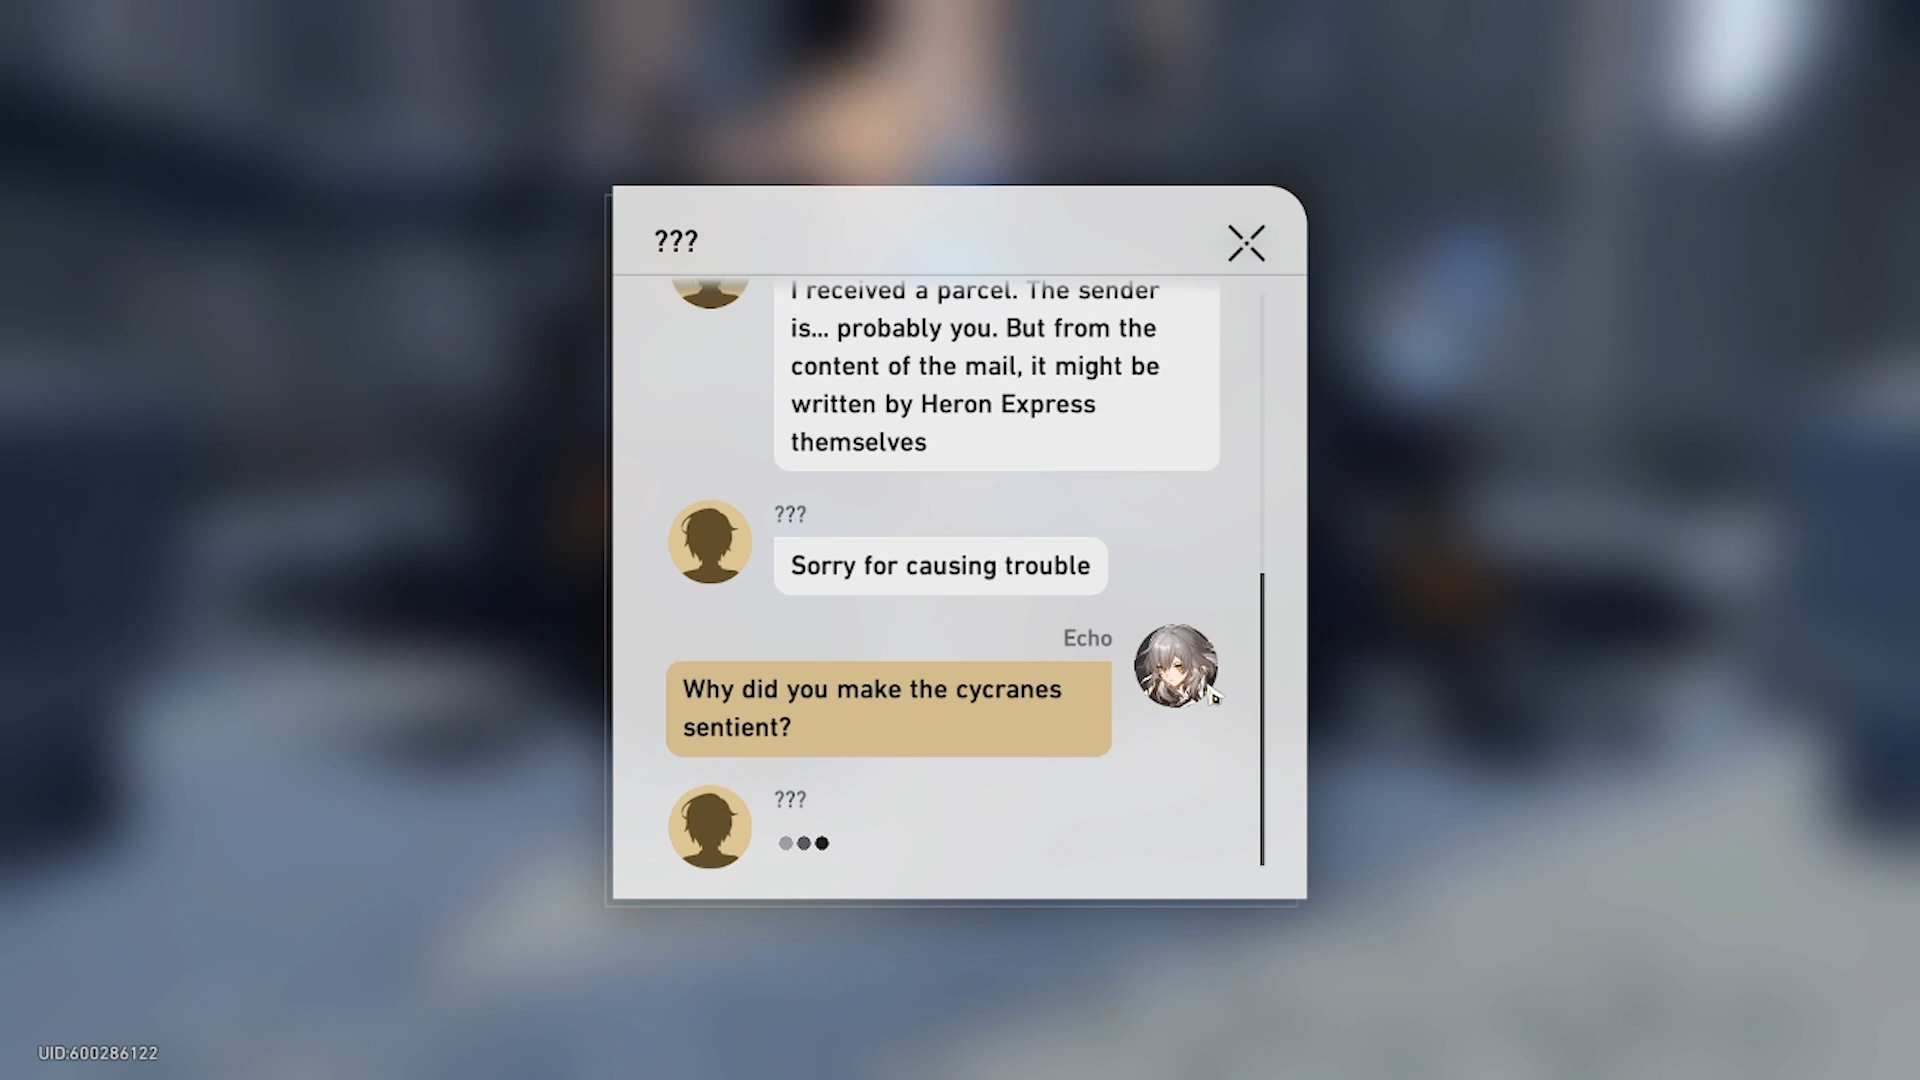 ???
I received a parcel. The sender
is... probably you. But from the
content of the mail, it might be
written by Heron Express
themselves
???
Sorry for causing trouble
Echo
Why did you make the cycranes
sentient?
???
UID:600286122